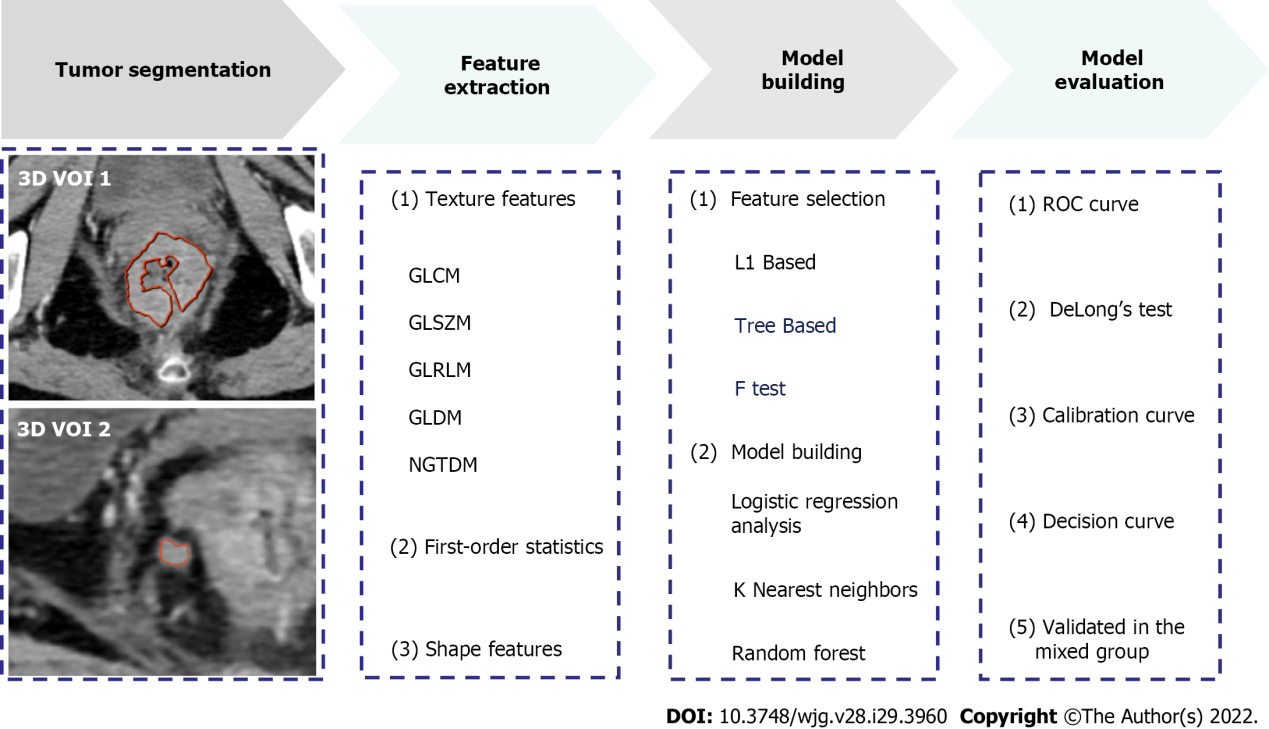 Tumor segmentation
Feature
extraction
Model
building
Model
evaluation
3D VOI 1
3D VOI 2
(1) Texture features
GLCM
GLSZM
GLRLM
GLDM
NGTDM
(2) First-order statistics
(3) Shape features
(1) Feature selection
L1 Based
Tree Based
F test
(2) Model building
Logistic regression
analysis
K Nearest neighbors
Random forest
(1) ROC curve
(2) DeLong’s test
(3) Calibration curve
(4) Decision curve
(5) Validated in the
mixed group
DOI: 10.3748/wjg.v28.i29.3960 Copyright ©The Author(s) 2022.